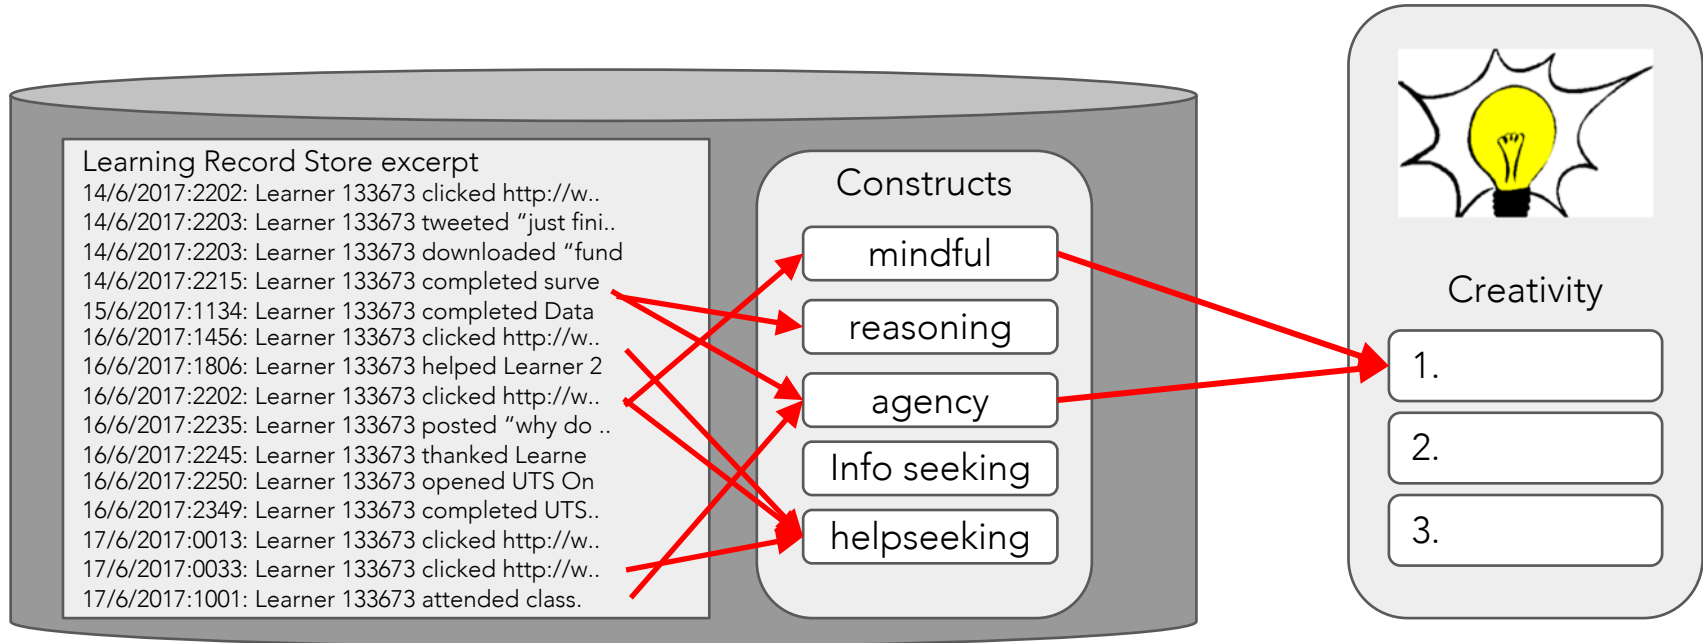 Learning Record Store excerpt
14/6/2017:2202: Learner 133673 clicked http://w..
14/6/2017:2203: Learner 133673 tweeted “just fini..
14/6/2017:2203: Learner 133673 downloaded “fund
14/6/2017:2215: Learner 133673 completed surve
15/6/2017:1134: Learner 133673 completed Data
16/6/2017:1456: Learner 133673 clicked http://w..
16/6/2017:1806: Learner 133673 helped Learner 2
16/6/2017:2202: Learner 133673 clicked http://w..
16/6/2017:2235: Learner 133673 posted “why do ..
16/6/2017:2245: Learner 133673 thanked Learne
16/6/2017:2250: Learner 133673 opened UTS On
16/6/2017:2349: Learner 133673 completed UTS..
17/6/2017:0013: Learner 133673 clicked http://w..
17/6/2017:0033: Learner 133673 clicked http://w..
17/6/2017:1001: Learner 133673 attended class.
Constructs
mindful
reasoning
agency
Info seeking
helpseeking
Creativity
1.
2.
3.